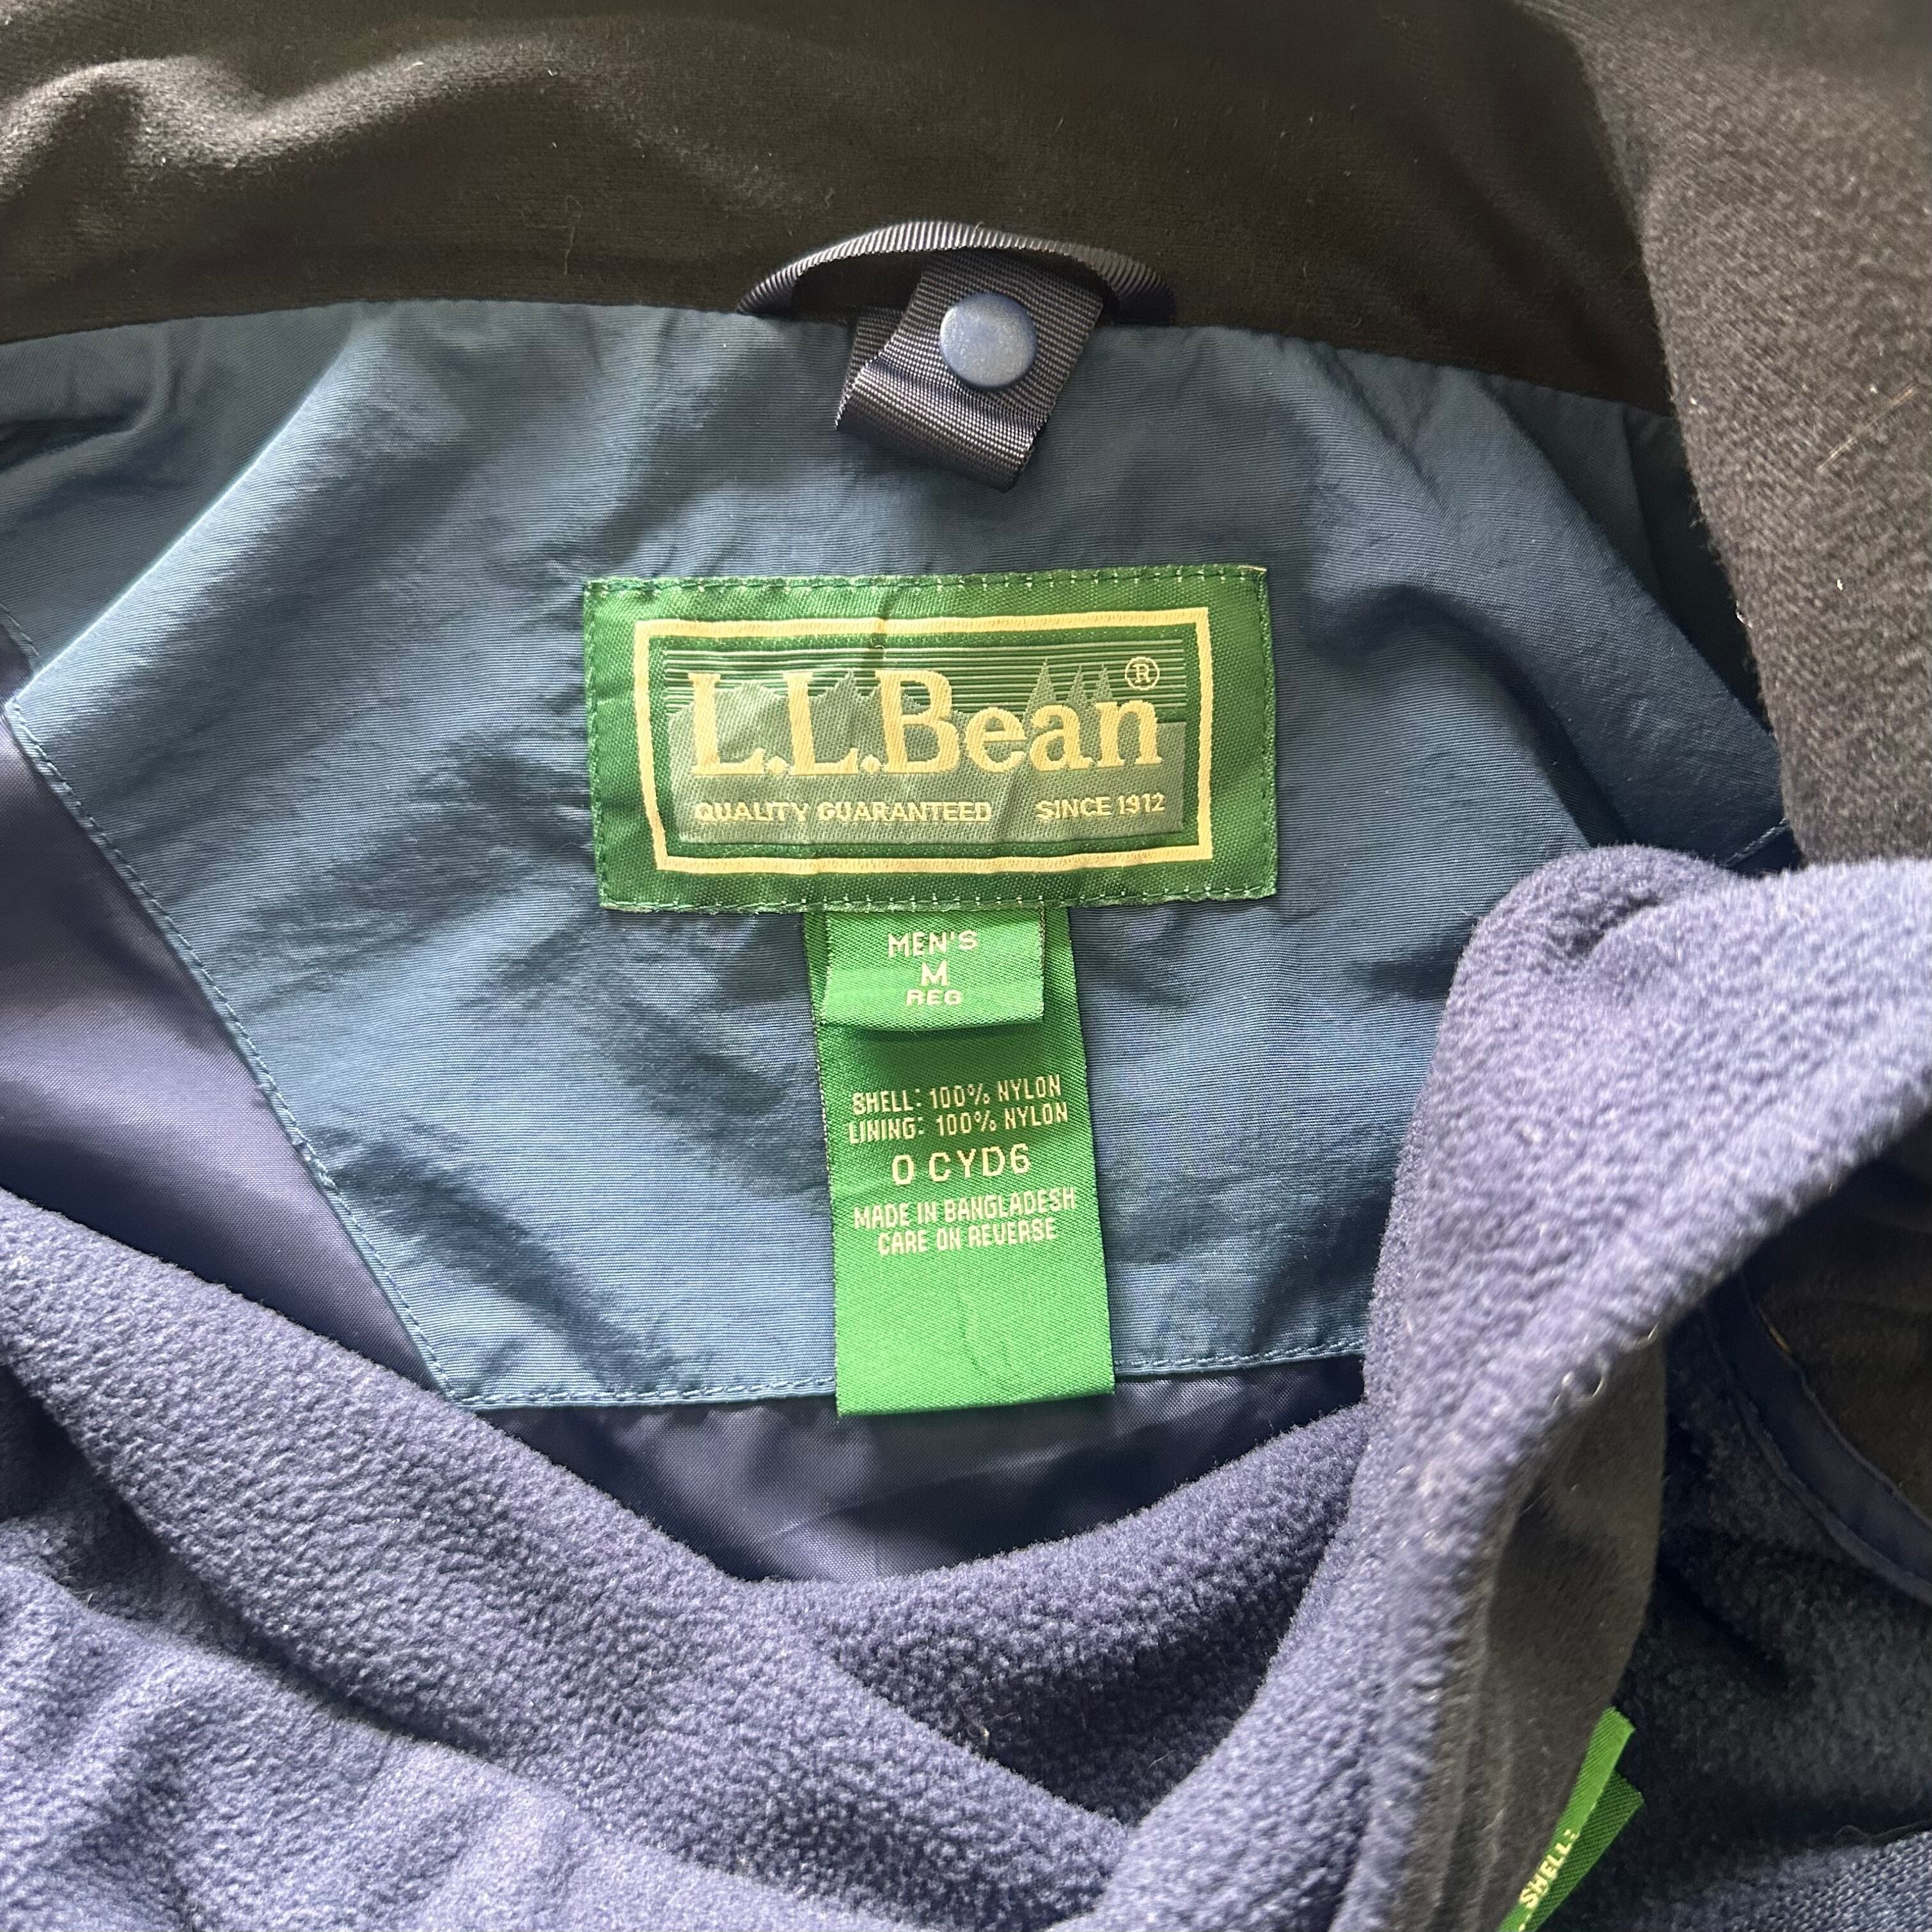 L.L.Bean®
QUALITY GUARANTEED SINCE 1912
MEN'S
M
REG
SHELL: 100% NYLON
LINING: 100% NYLON
0 CYD6
MADE IN BANGLADESH
CARE ON REVERSE
SHELL: